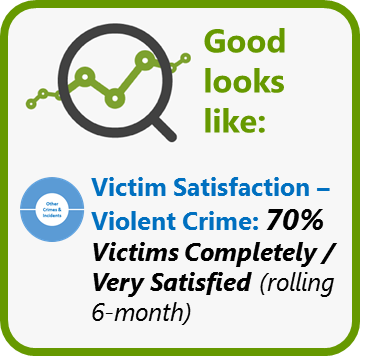 Good
looks
like:
Other
Crimes &
Incidents
Victim Satisfaction –
Violent Crime: 70%
Victims Completely /
Very Satisfied (rolling
6-month)